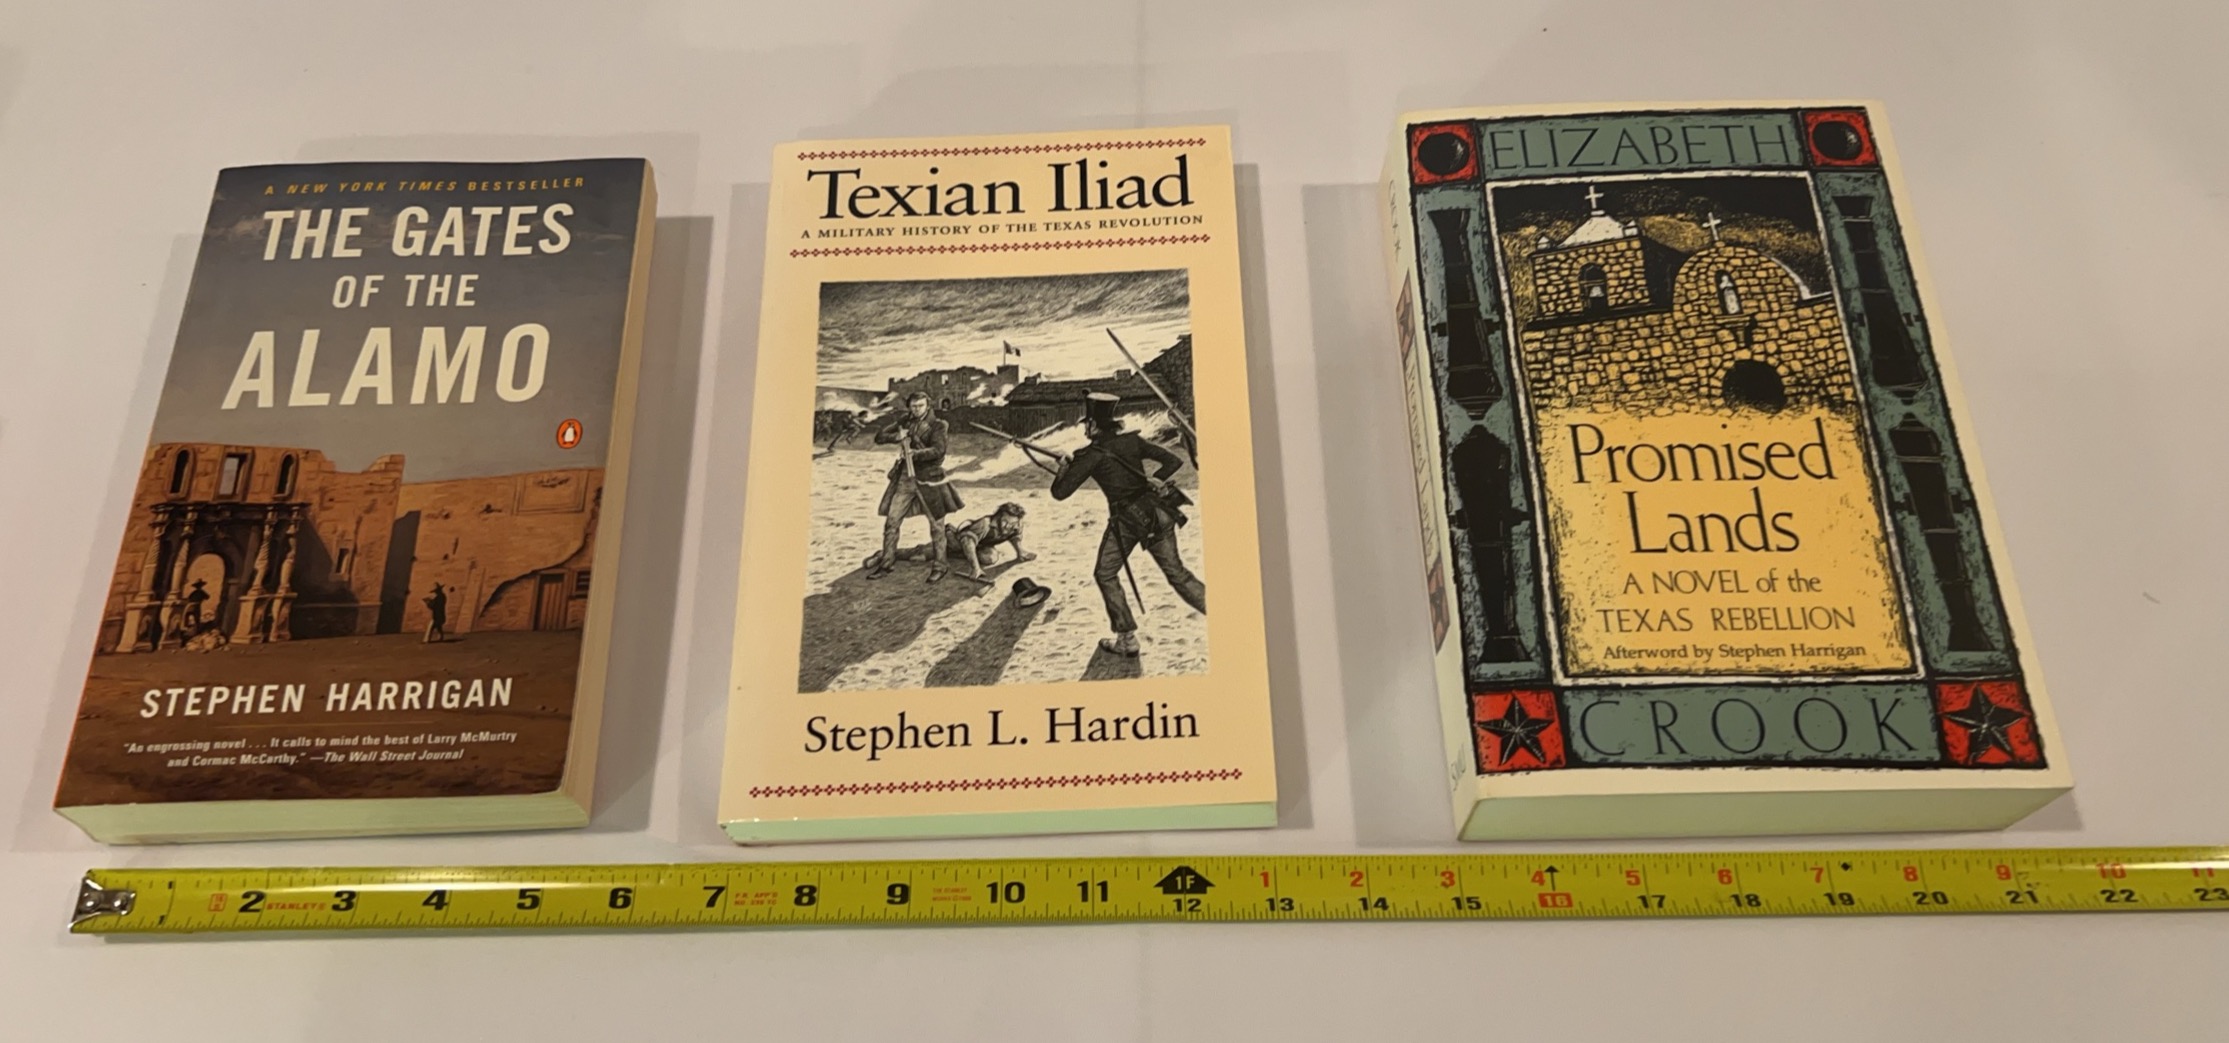 A NEW YORK TIMES BESTSELLER
THE GATES
OF THE
ALAMO
STEPHEN HARRIGAN
"An engrossing novel . . . It calls to mind the best of Larry McMurtry
and Cormac McCarthy." —The Wall Street Journal
Texian Iliad
A MILITARY HISTORY OF THE TEXAS REVOLUTION
Stephen L. Hardin
ELIZABETH
Promised
Lands
A NOVEL of the
TEXAS REBELLION
Afterword by Stephen Harrigan
CROOK
1 2 STANLEY® 3 4 5 6 7 8 9 10 11 1F 1 2 3 4 5 6 7 8 9 10 11
12 13 14 15 16 17 18 19 20 21 22 23